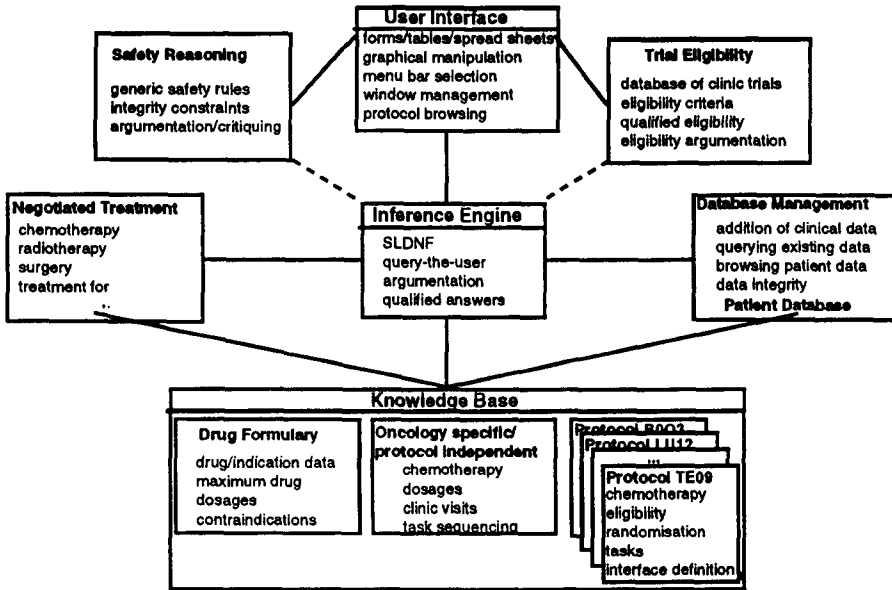 User Interface
forms/tables/spread sheets
graphical manipulation
menu bar selection
window management
protocol browsing
Safety Reasoning
generic safety rules
integrity constraints
argumentation/critiquing
Trial Eligibility
database of clinic trials
eligibility criteria
qualified eligibility
eligibility argumentation
Negotiated Treatment
chemotherapy
radiotherapy
surgery
treatment for
..
Inference Engine
SLDNF
query-the-user
argumentation
qualified answers
Database Management
addition of clinical data
querying existing data
browsing patient data
data integrity
Patient Database
Knowledge Base
Drug Formulary
drug/indication data
maximum drug
dosages
contraindications
Oncology specific/
protocol independent
chemotherapy
dosages
clinic visits
task sequencing
Protocol
Protocol LU12
...
Protocol TE09
chemotherapy
eligibility
randomisation
tasks
interface definition